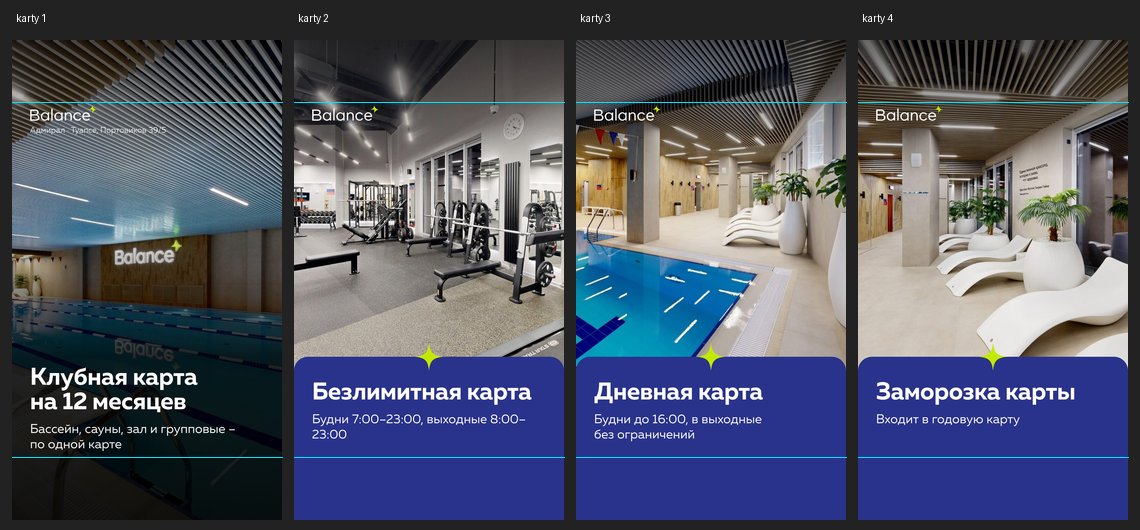 karty 1
Balance
Адмирал · Туапсе, Портовиков 39/5
Balance
Клубная карта
на 12 месяцев
Бассейн, сауны, зал и групповые –
по одной карте
karty 2
Balance
Безлимитная карта
Будни 7:00–23:00, выходные 8:00–
23:00
karty 3
Balance
Дневная карта
Будни до 16:00, в выходные
без ограничений
karty 4
Balance
Заморозка карты
Входит в годовую карту